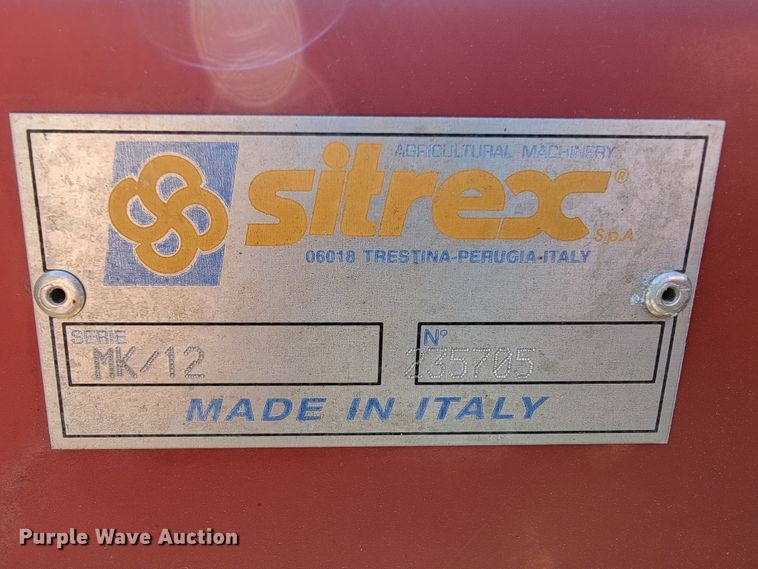 AGRICULTURAL MACHINERY
sitrex® S.p.A.
06018 TRESTINA-PERUGIA-ITALY
SERIE
MK/12
N°
235705
MADE IN ITALY
Purple Wave Auction